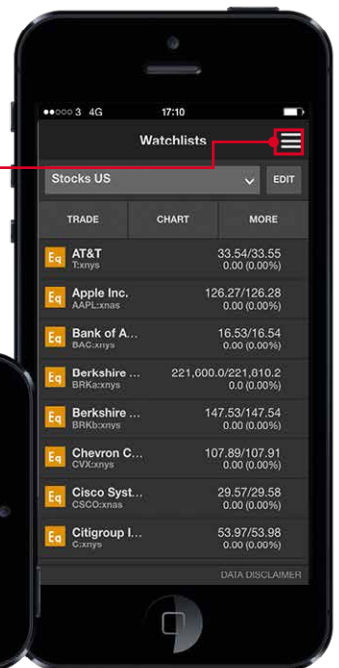 3 4G 17:10
Watchlists
Stocks US EDIT
TRADE CHART MORE
Eq AT&T 33.54/33.55
T:xnys 0.00 (0.00%)
Eq Apple Inc. 126.27/126.28
AAPL:xnas 0.00 (0.00%)
Eq Bank of A... 16.53/16.54
BAC:xnys 0.00 (0.00%)
Eq Berkshire ... 221,600.0/221,010.2
BRKa:xnys 0.0 (0.00%)
Eq Berkshire ... 147.53/147.54
BRKb:xnys 0.00 (0.00%)
Eq Chevron C... 107.89/107.91
CVX:xnys 0.00 (0.00%)
Eq Cisco Syst... 29.57/29.58
CSCO:xnas 0.00 (0.00%)
Eq Citigroup I... 53.97/53.98
C:xnys 0.00 (0.00%)
DATA DISCLAIMER